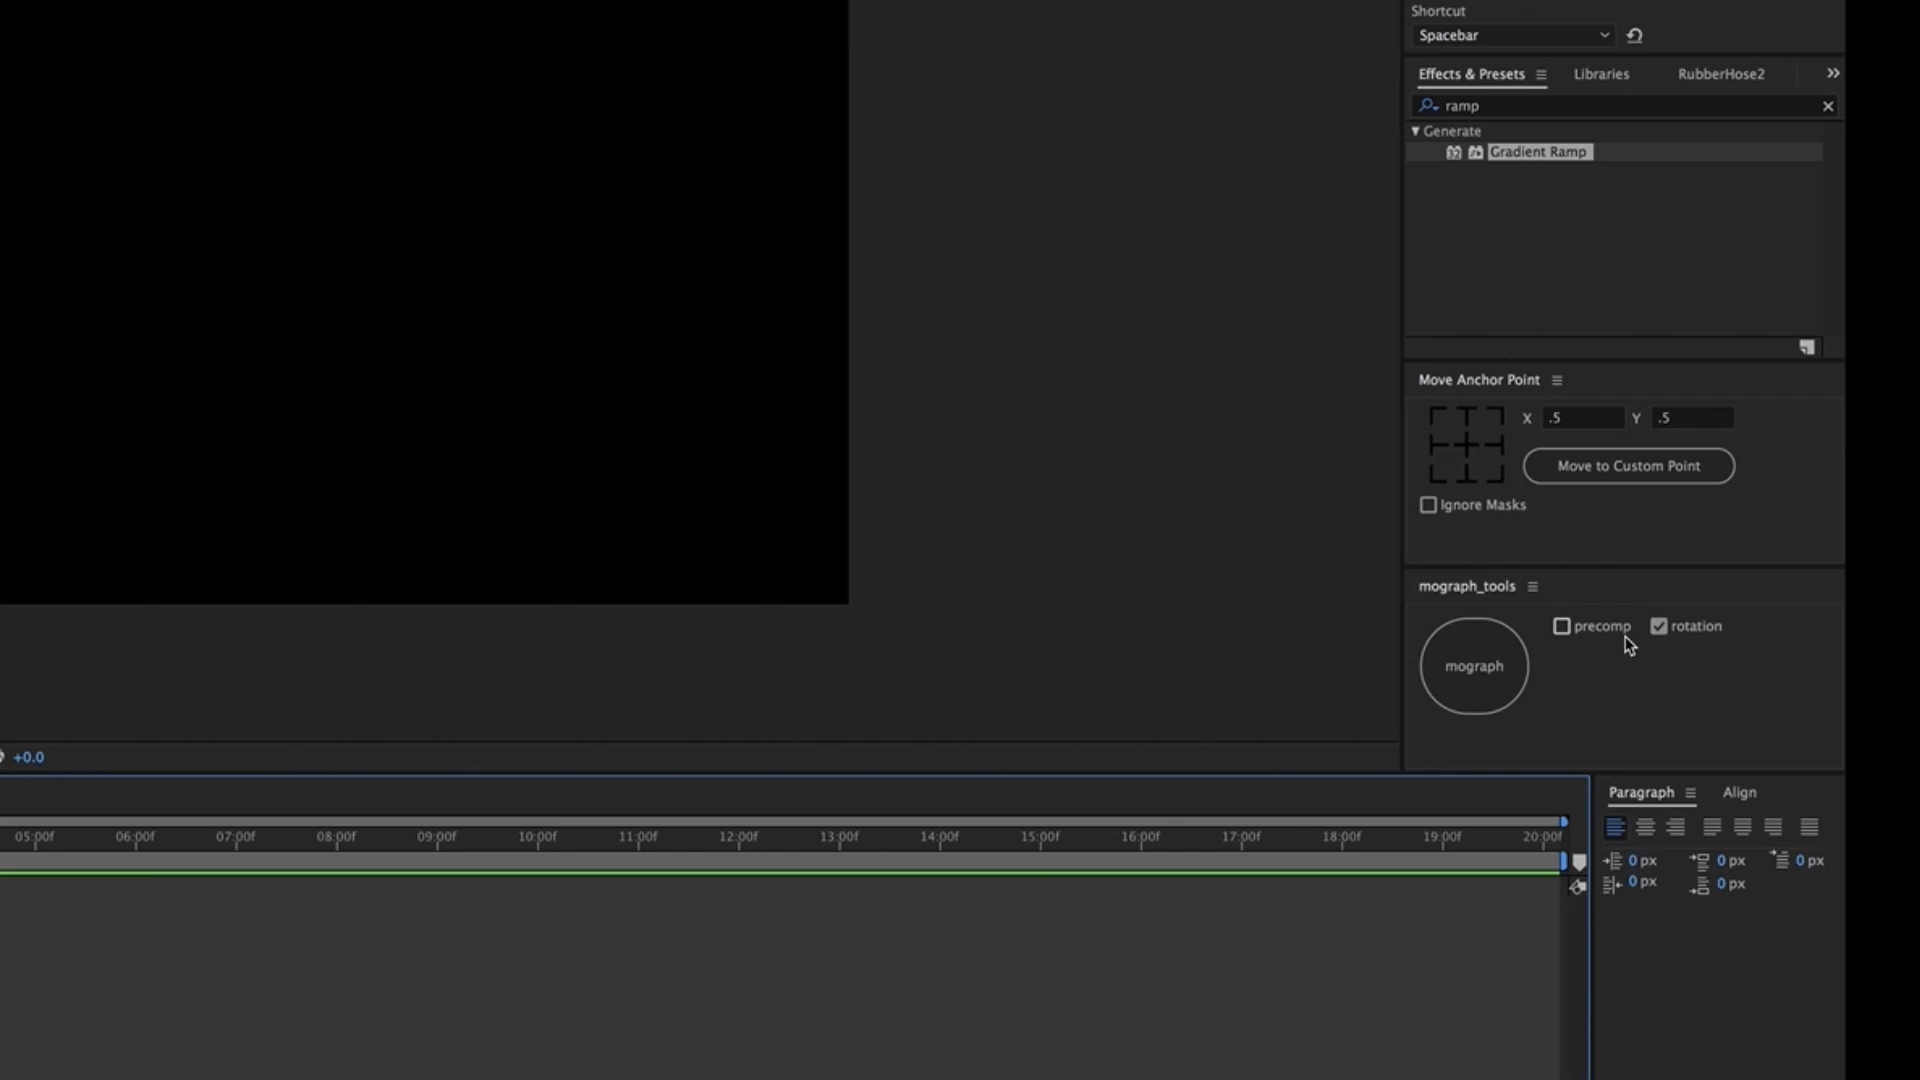 Shortcut
Spacebar
Effects & Presets Libraries RubberHose2
ramp
Generate
Gradient Ramp
Move Anchor Point
X .5 Y .5
Move to Custom Point
Ignore Masks
mograph_tools
precomp rotation
mograph
+0.0
Paragraph Align
05:00f 06:00f 07:00f 08:00f 09:00f 10:00f 11:00f 12:00f 13:00f 14:00f 15:00f 16:00f 17:00f 18:00f 19:00f 20:00f
0 px 0 px 0 px
0 px 0 px